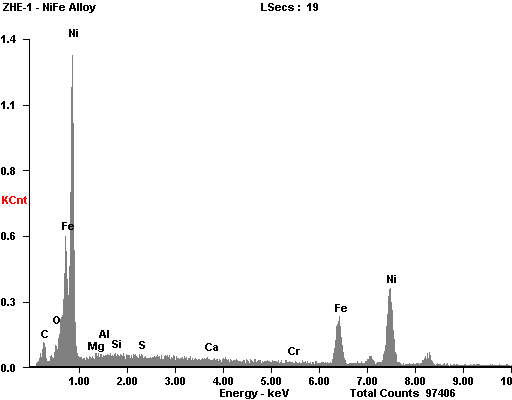 ZHE-1 - NiFe Alloy LSecs : 19
1.4
Ni
1.1
0.8
KCnt
Fe
0.6
Ni
0.3
O
Fe
C
Al
Mg
Si
S
Ca
Cr
0.0
1.00 2.00 3.00 4.00 5.00 6.00 7.00 8.00 9.00 10
Energy - keV Total Counts 97406